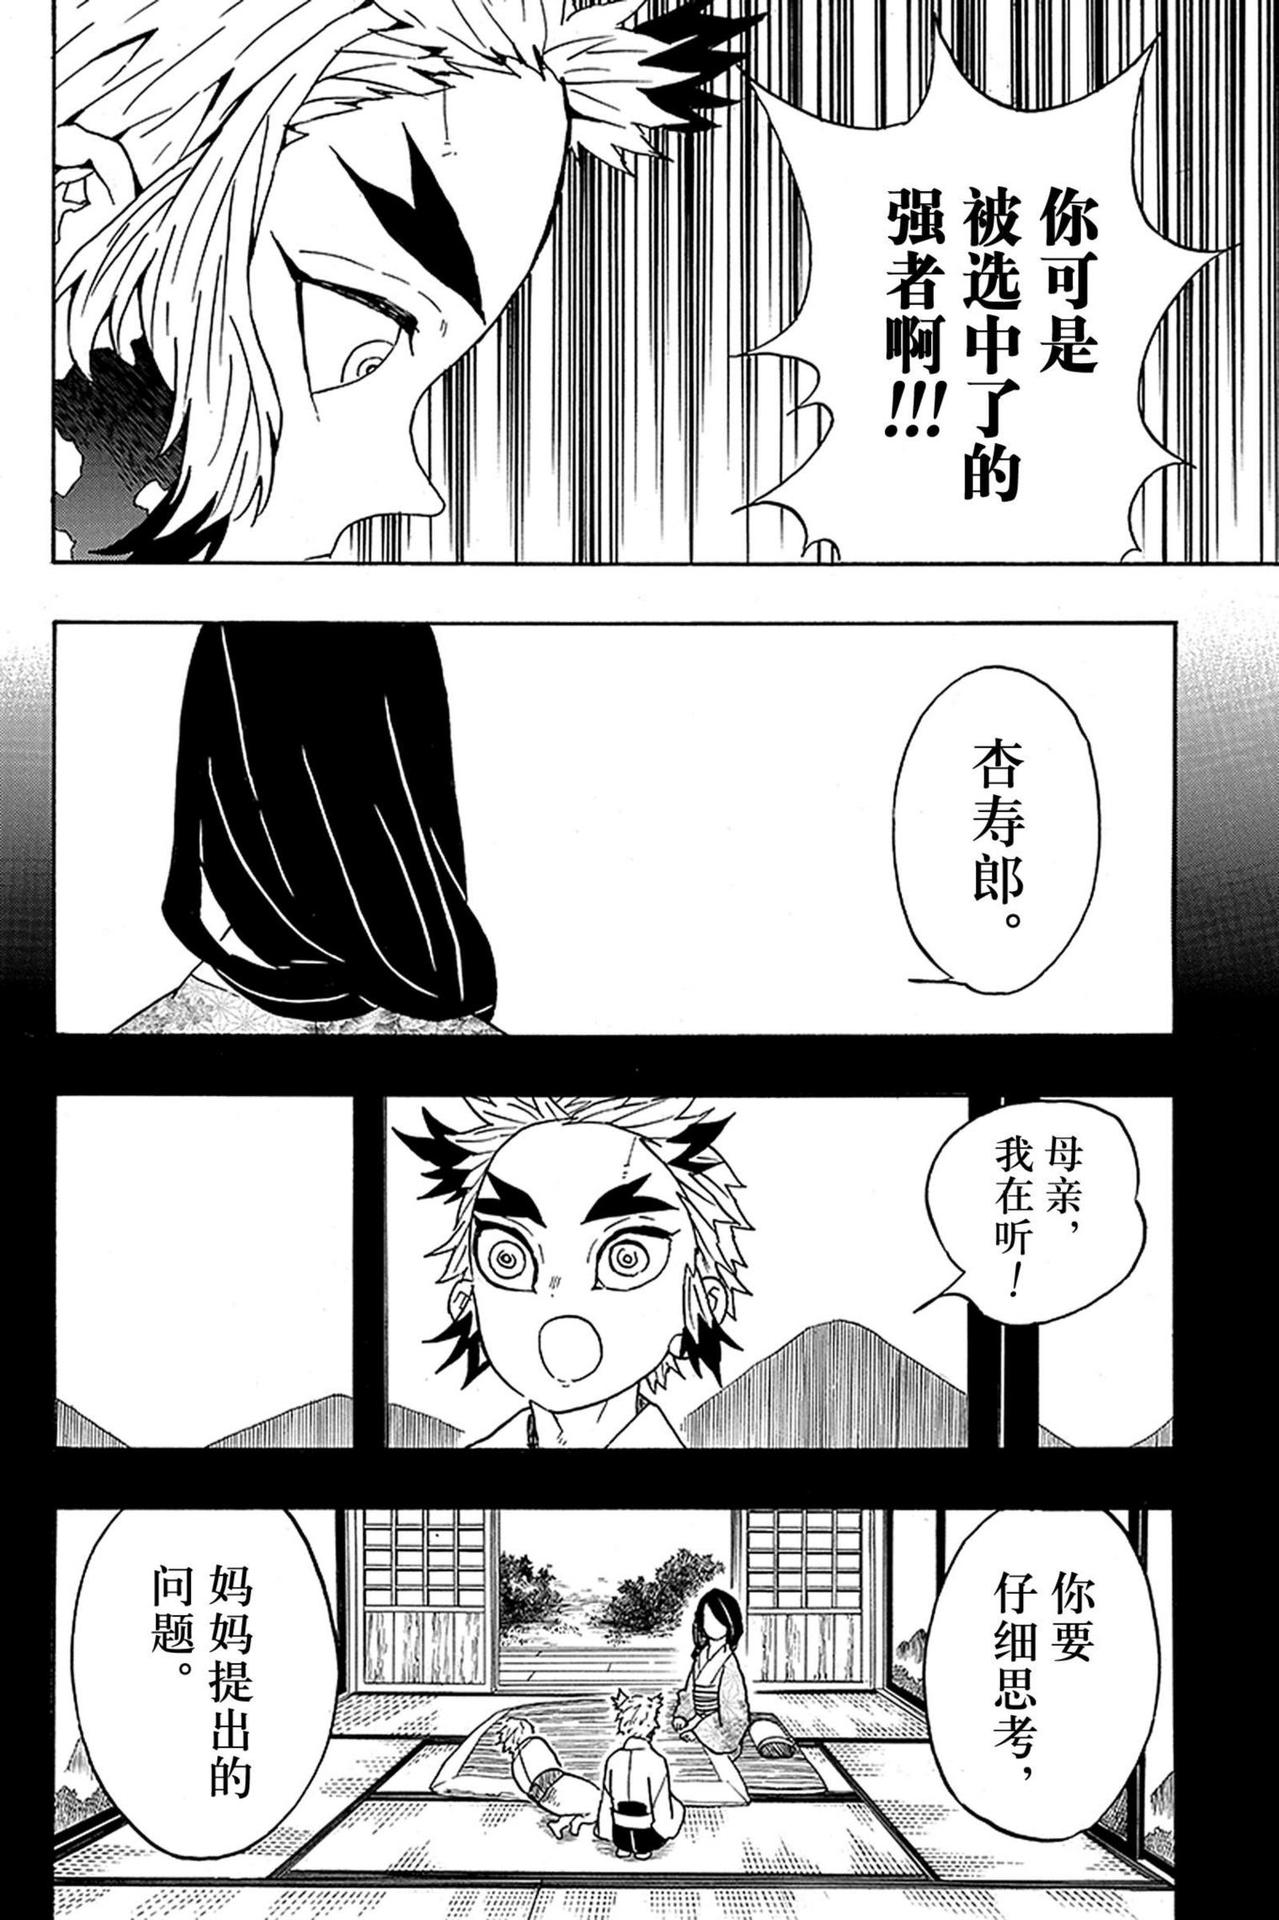 你可是
被选中了的
强者啊!!!
杏寿郎。
母亲，
我在听！
你要
仔细思考，
妈妈提出的
问题。